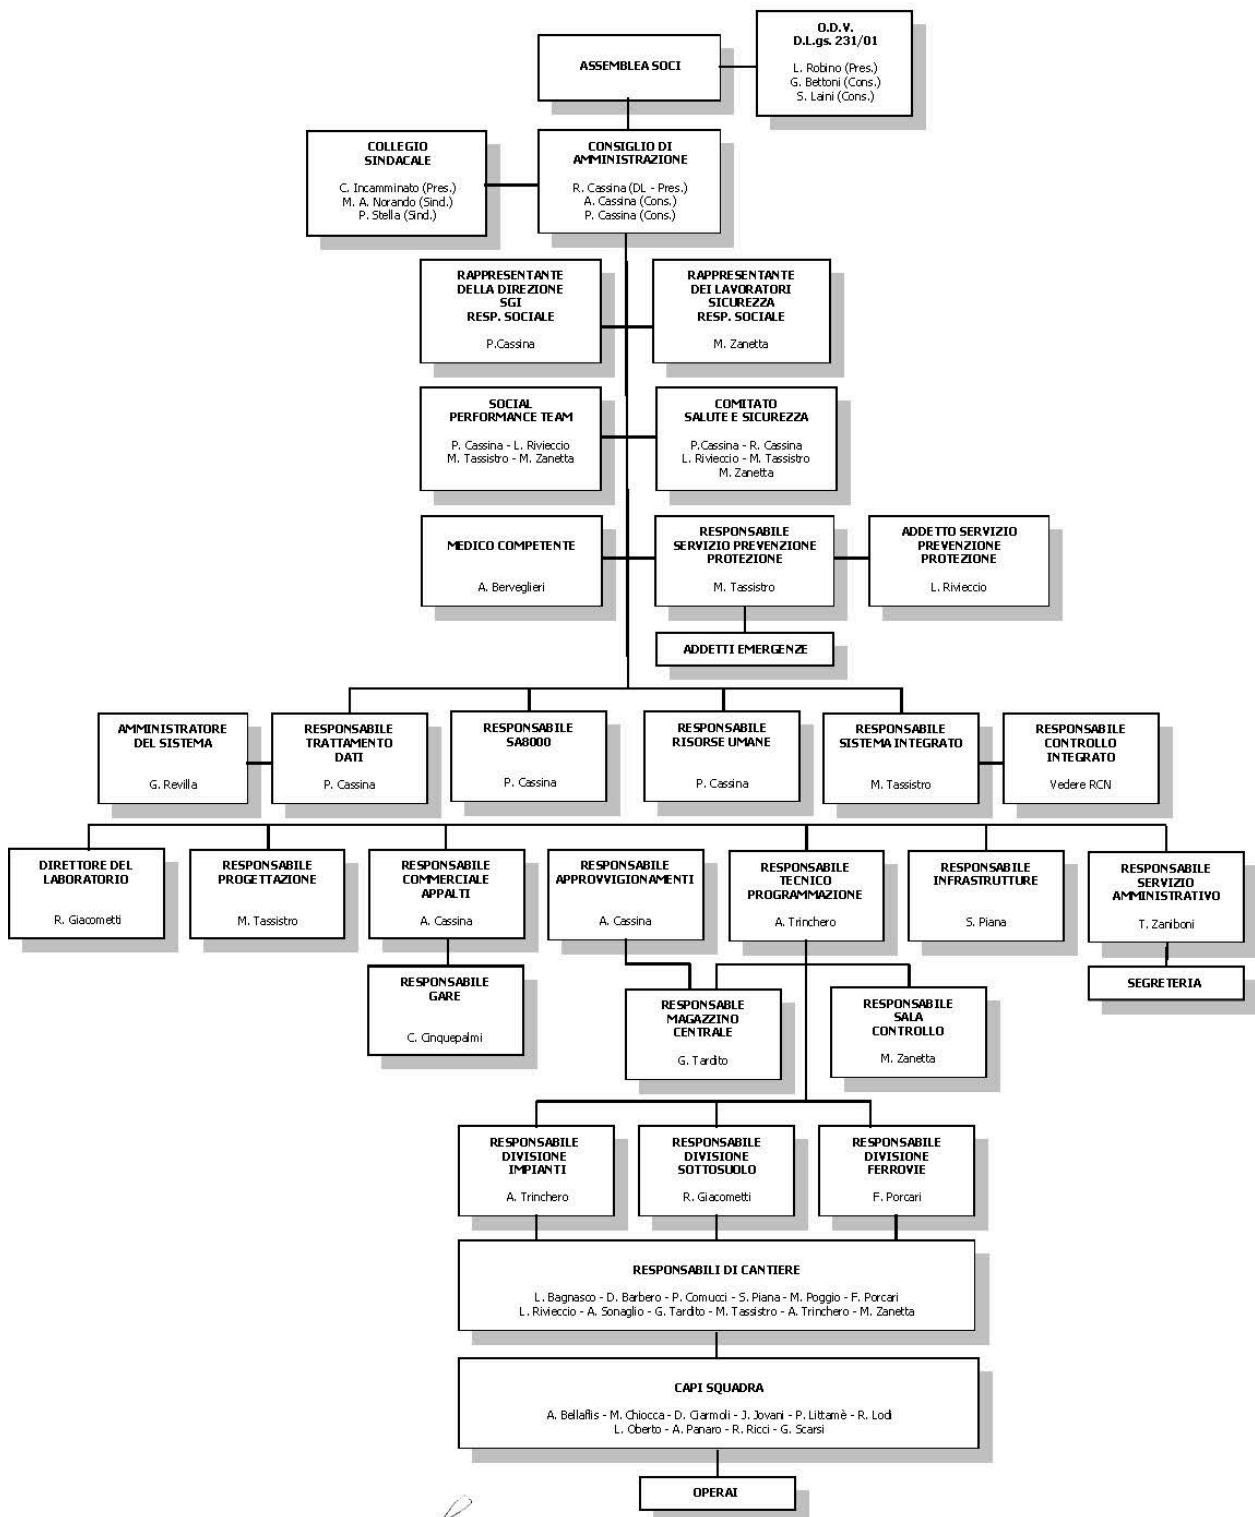 O.D.V.
D.L.gs. 231/01
L. Robino (Pres.)
G. Bettoni (Cons.)
S. Laini (Cons.)
ASSEMBLEA SOCI
COLLEGIO
SINDACALE
C. Incamminato (Pres.)
M. A. Norando (Sind.)
P. Stella (Sind.)
CONSIGLIO DI
AMMINISTRAZIONE
R. Cassina (DL - Pres.)
A. Cassina (Cons.)
P. Cassina (Cons.)
RAPPRESENTANTE
DELLA DIREZIONE
SGI
RESP. SOCIALE
P.Cassina
RAPPRESENTANTE
DEI LAVORATORI
SICUREZZA
RESP. SOCIALE
M. Zanetta
SOCIAL
PERFORMANCE TEAM
P. Cassina - L. Rivieccio
M. Tassistro - M. Zanetta
COMITATO
SALUTE E SICUREZZA
P.Cassina - R. Cassina
L. Rivieccio - M. Tassistro
M. Zanetta
MEDICO COMPETENTE
A. Berveglieri
RESPONSABILE
SERVIZIO PREVENZIONE
PROTEZIONE
M. Tassistro
ADDETTO SERVIZIO
PREVENZIONE
PROTEZIONE
L. Rivieccio
ADDETTI EMERGENZE
AMMINISTRATORE
DEL SISTEMA
G. Revilla
RESPONSABILE
TRATTAMENTO
DATI
P. Cassina
RESPONSABILE
SA8000
P. Cassina
RESPONSABILE
RISORSE UMANE
P. Cassina
RESPONSABILE
SISTEMA INTEGRATO
M. Tassistro
RESPONSABILE
CONTROLLO
INTEGRATO
Vedere RCN
DIRETTORE DEL
LABORATORIO
R. Giacometti
RESPONSABILE
PROGETTAZIONE
M. Tassistro
RESPONSABILE
COMMERCIALE
APPALTI
A. Cassina
RESPONSABILE
APPROVVIGIONAMENTI
A. Cassina
RESPONSABILE
TECNICO
PROGRAMMAZIONE
A. Trinchero
RESPONSABILE
INFRASTRUTTURE
S. Piana
RESPONSABILE
SERVIZIO
AMMINISTRATIVO
T. Zaniboni
RESPONSABILE
GARE
C. Cinquepalmi
RESPONSABLE
MAGAZZINO
CENTRALE
G. Tardito
RESPONSABILE
SALA
CONTROLLO
M. Zanetta
SEGRETERIA
RESPONSABILE
DIVISIONE
IMPIANTI
A. Trinchero
RESPONSABILE
DIVISIONE
SOTTOSUOLO
R. Giacometti
RESPONSABILE
DIVISIONE
FERROVIE
F. Porcari
RESPONSABILI DI CANTIERE
L. Bagnasco - D. Barbero - P. Comucci - S. Piana - M. Poggio - F. Porcari
L. Rivieccio - A. Sonaglio - G. Tardito - M. Tassistro - A. Trinchero - M. Zanetta
CAPI SQUADRA
A. Bellaflis - M. Chiocca - D. Ciarmoli - J. Jovani - P. Littamè - R. Lodi
L. Oberto - A. Panaro - R. Ricci - G. Scarsi
OPERAI